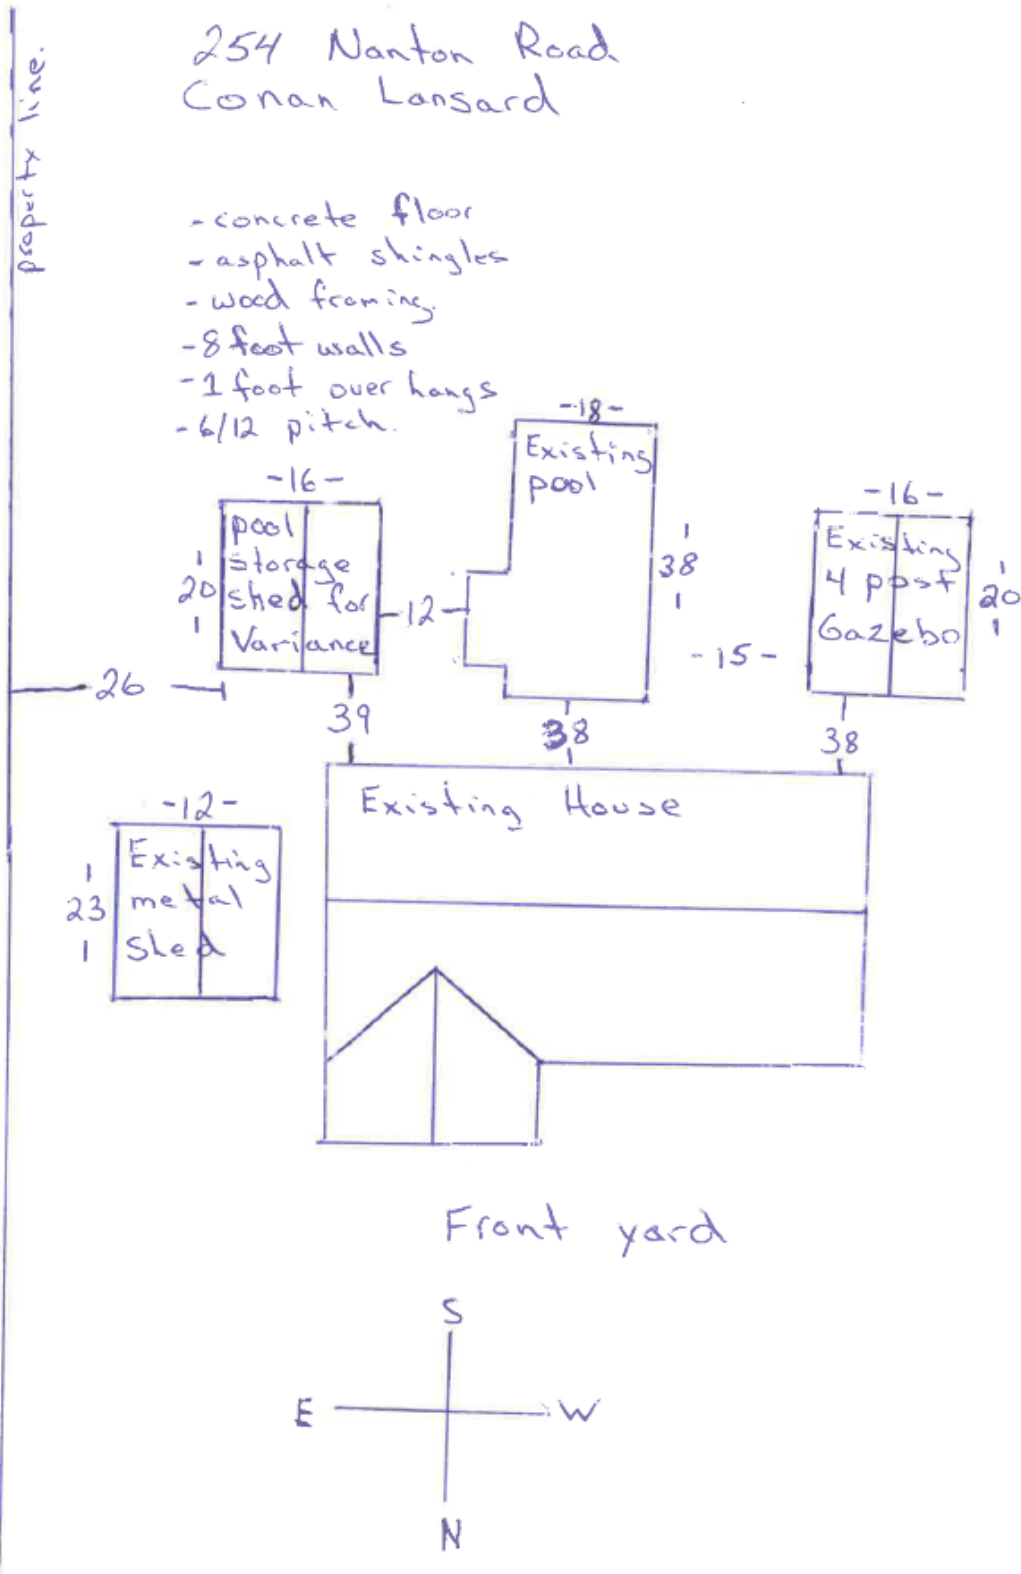 254 Nanton Road
Conan Lansard
property line.
- concrete floor
- asphalt shingles
- wood framing.
- 8 foot walls
- 1 foot over hangs
- 6/12 pitch.
-18-
Existing
pool
-16-
pool
storage
shed for
Variance
20
12
38
-16-
Existing
4 post
Gazebo
20
-15-
26
39
38
38
Existing House
-12-
Existing
metal
Shed
23
Front yard
S
E
W
N